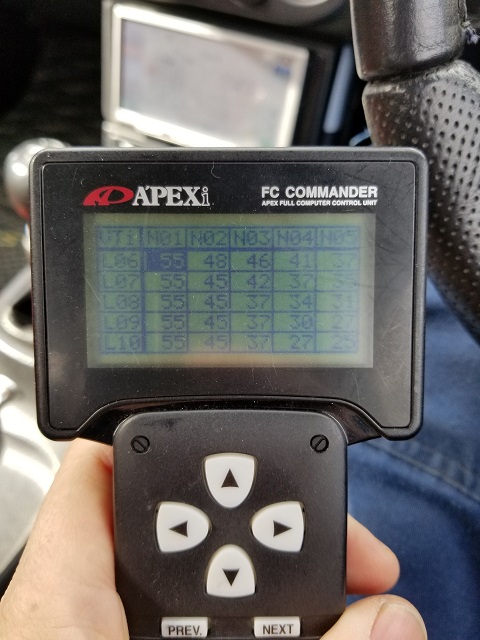 APEXi FC COMMANDER
APEX FULL COMPUTER CONTROL UNIT
N01 N02 N03 N04 N05
L06 55 48 46 41
L07 55 45 42
L08 55 45 37 34
L09 55 45 37 30
L10 55 45 37 27
PREV. NEXT